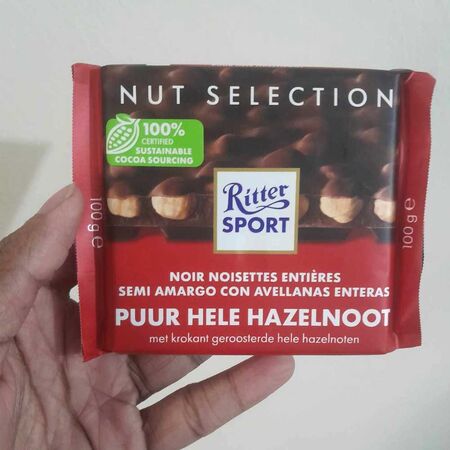 NUT SELECTION
100%
CERTIFIED
SUSTAINABLE
COCOA SOURCING
Ritter
SPORT
100 g e
100 g e
NOIR NOISETTES ENTIÈRES
SEMI AMARGO CON AVELLANAS ENTERAS
PUUR HELE HAZELNOOT
met krokant geroosterde hele hazelnoten